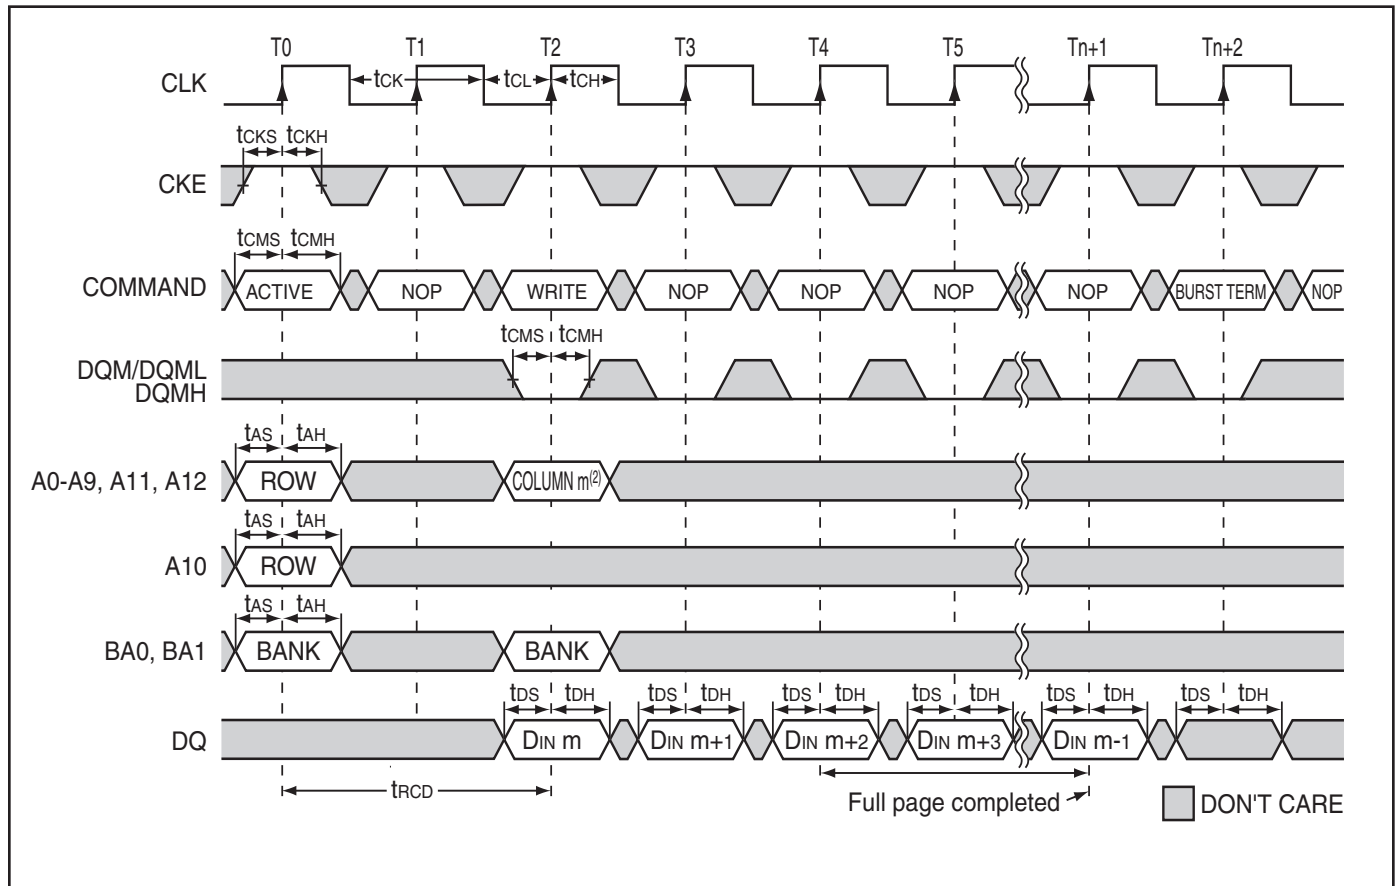 T0 T1 T2 T3 T4 T5 Tn+1 Tn+2
CLK
tCK tCL tCH
tCKS tCKH
CKE
tCMS tCMH
COMMAND ACTIVE NOP WRITE NOP NOP NOP NOP BURST TERM NOP
tCMS tCMH
DQM/DQML
DQMH
tAS tAH
A0-A9, A11, A12 ROW COLUMN m(2)
tAS tAH
A10 ROW
tAS tAH
BA0, BA1 BANK BANK
tDS tDH tDS tDH tDS tDH tDS tDH tDS tDH tDS tDH
DQ DIN m DIN m+1 DIN m+2 DIN m+3 DIN m-1
tRCD
Full page completed
DON'T CARE